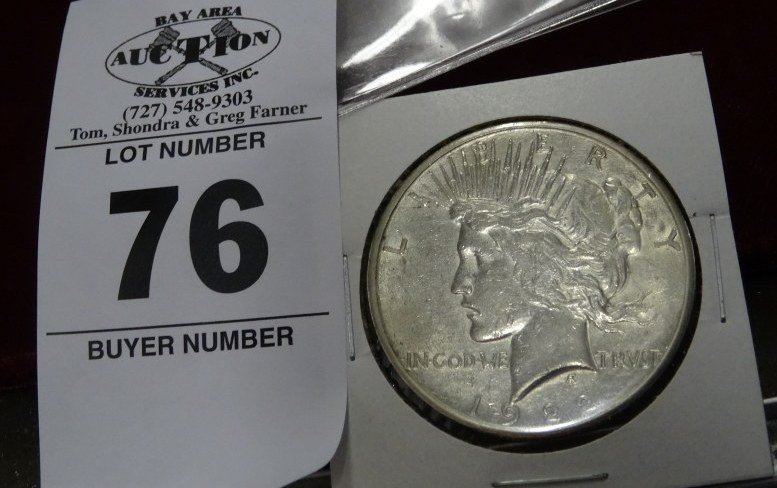 BAY AREA
AUCTION
SERVICES INC-
(727) 548-9303
Tom, Shondra & Greg Farner
LOT NUMBER
76
BUYER NUMBER
LIBERTY
IN GOD WE TRVST